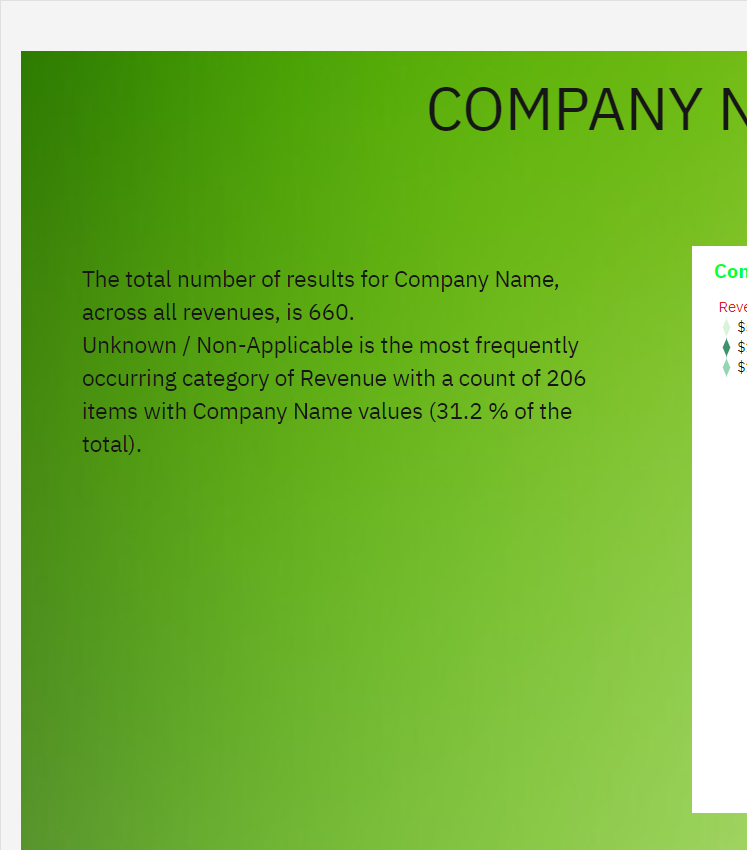 COMPANY
The total number of results for Company Name,
across all revenues, is 660.
Unknown / Non-Applicable is the most frequently
occurring category of Revenue with a count of 206
items with Company Name values (31.2 % of the
total).